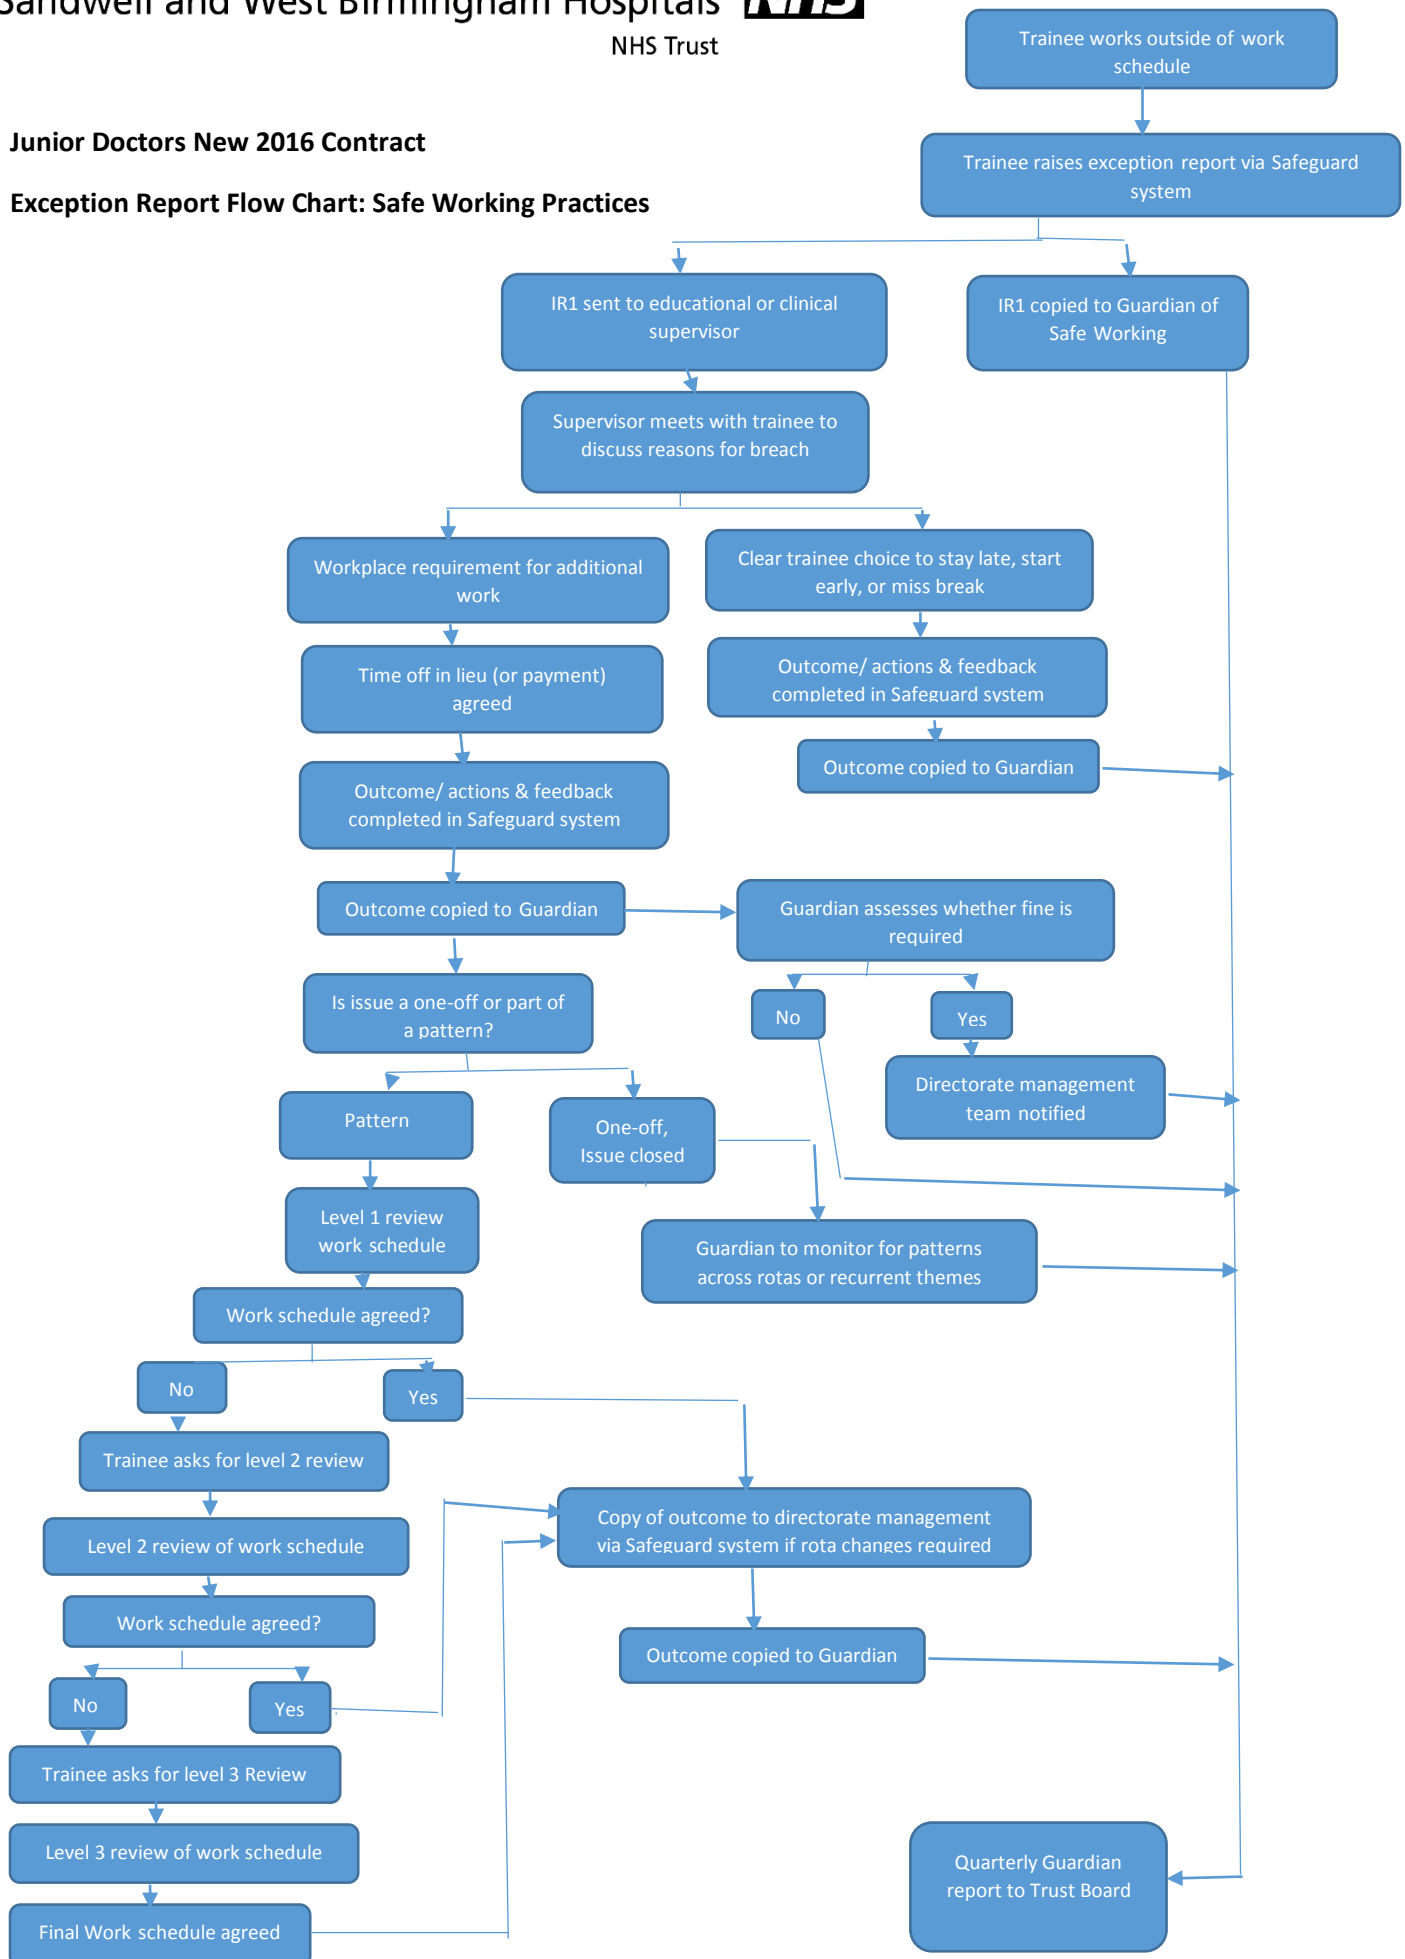 Sandwell and West Birmingham Hospitals NHS
NHS Trust
Junior Doctors New 2016 Contract
Exception Report Flow Chart: Safe Working Practices
Trainee works outside of work
schedule
Trainee raises exception report via Safeguard
system
IR1 sent to educational or clinical
supervisor
IR1 copied to Guardian of
Safe Working
Supervisor meets with trainee to
discuss reasons for breach
Workplace requirement for additional
work
Clear trainee choice to stay late, start
early, or miss break
Time off in lieu (or payment)
agreed
Outcome/ actions & feedback
completed in Safeguard system
Outcome copied to Guardian
Outcome/ actions & feedback
completed in Safeguard system
Outcome copied to Guardian
Guardian assesses whether fine is
required
No
Yes
Directorate management
team notified
Is issue a one-off or part of
a pattern?
Pattern
One-off,
Issue closed
Level 1 review
work schedule
Guardian to monitor for patterns
across rotas or recurrent themes
Work schedule agreed?
No
Yes
Trainee asks for level 2 review
Level 2 review of work schedule
Copy of outcome to directorate management
via Safeguard system if rota changes required
Work schedule agreed?
Outcome copied to Guardian
No
Yes
Trainee asks for level 3 Review
Level 3 review of work schedule
Final Work schedule agreed
Quarterly Guardian
report to Trust Board